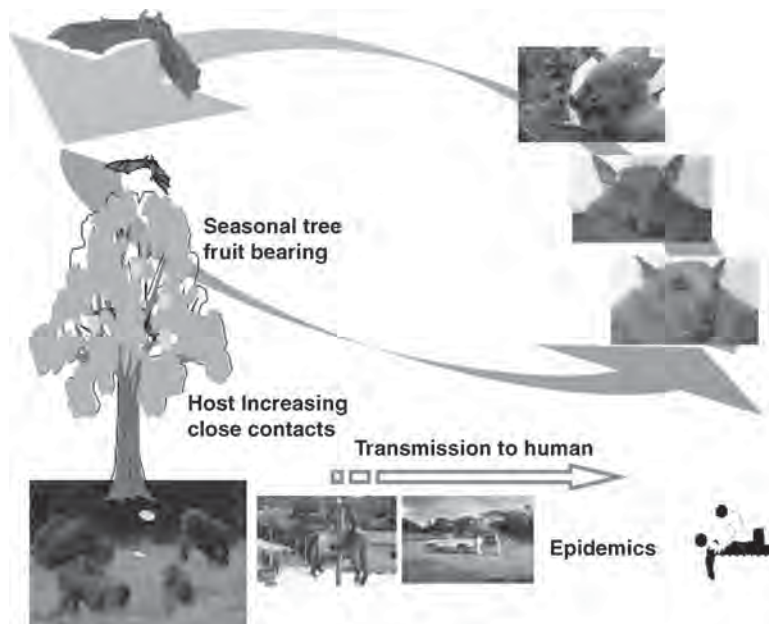 Seasonal tree
fruit bearing
Host Increasing
close contacts
Transmission to human
Epidemics